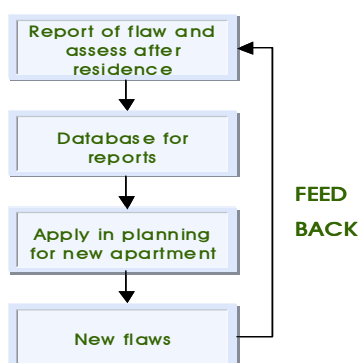 Report of flaw and
assess after
residence
Database for
reports
Apply in planning
for new apartment
New flaws
FEED
BACK